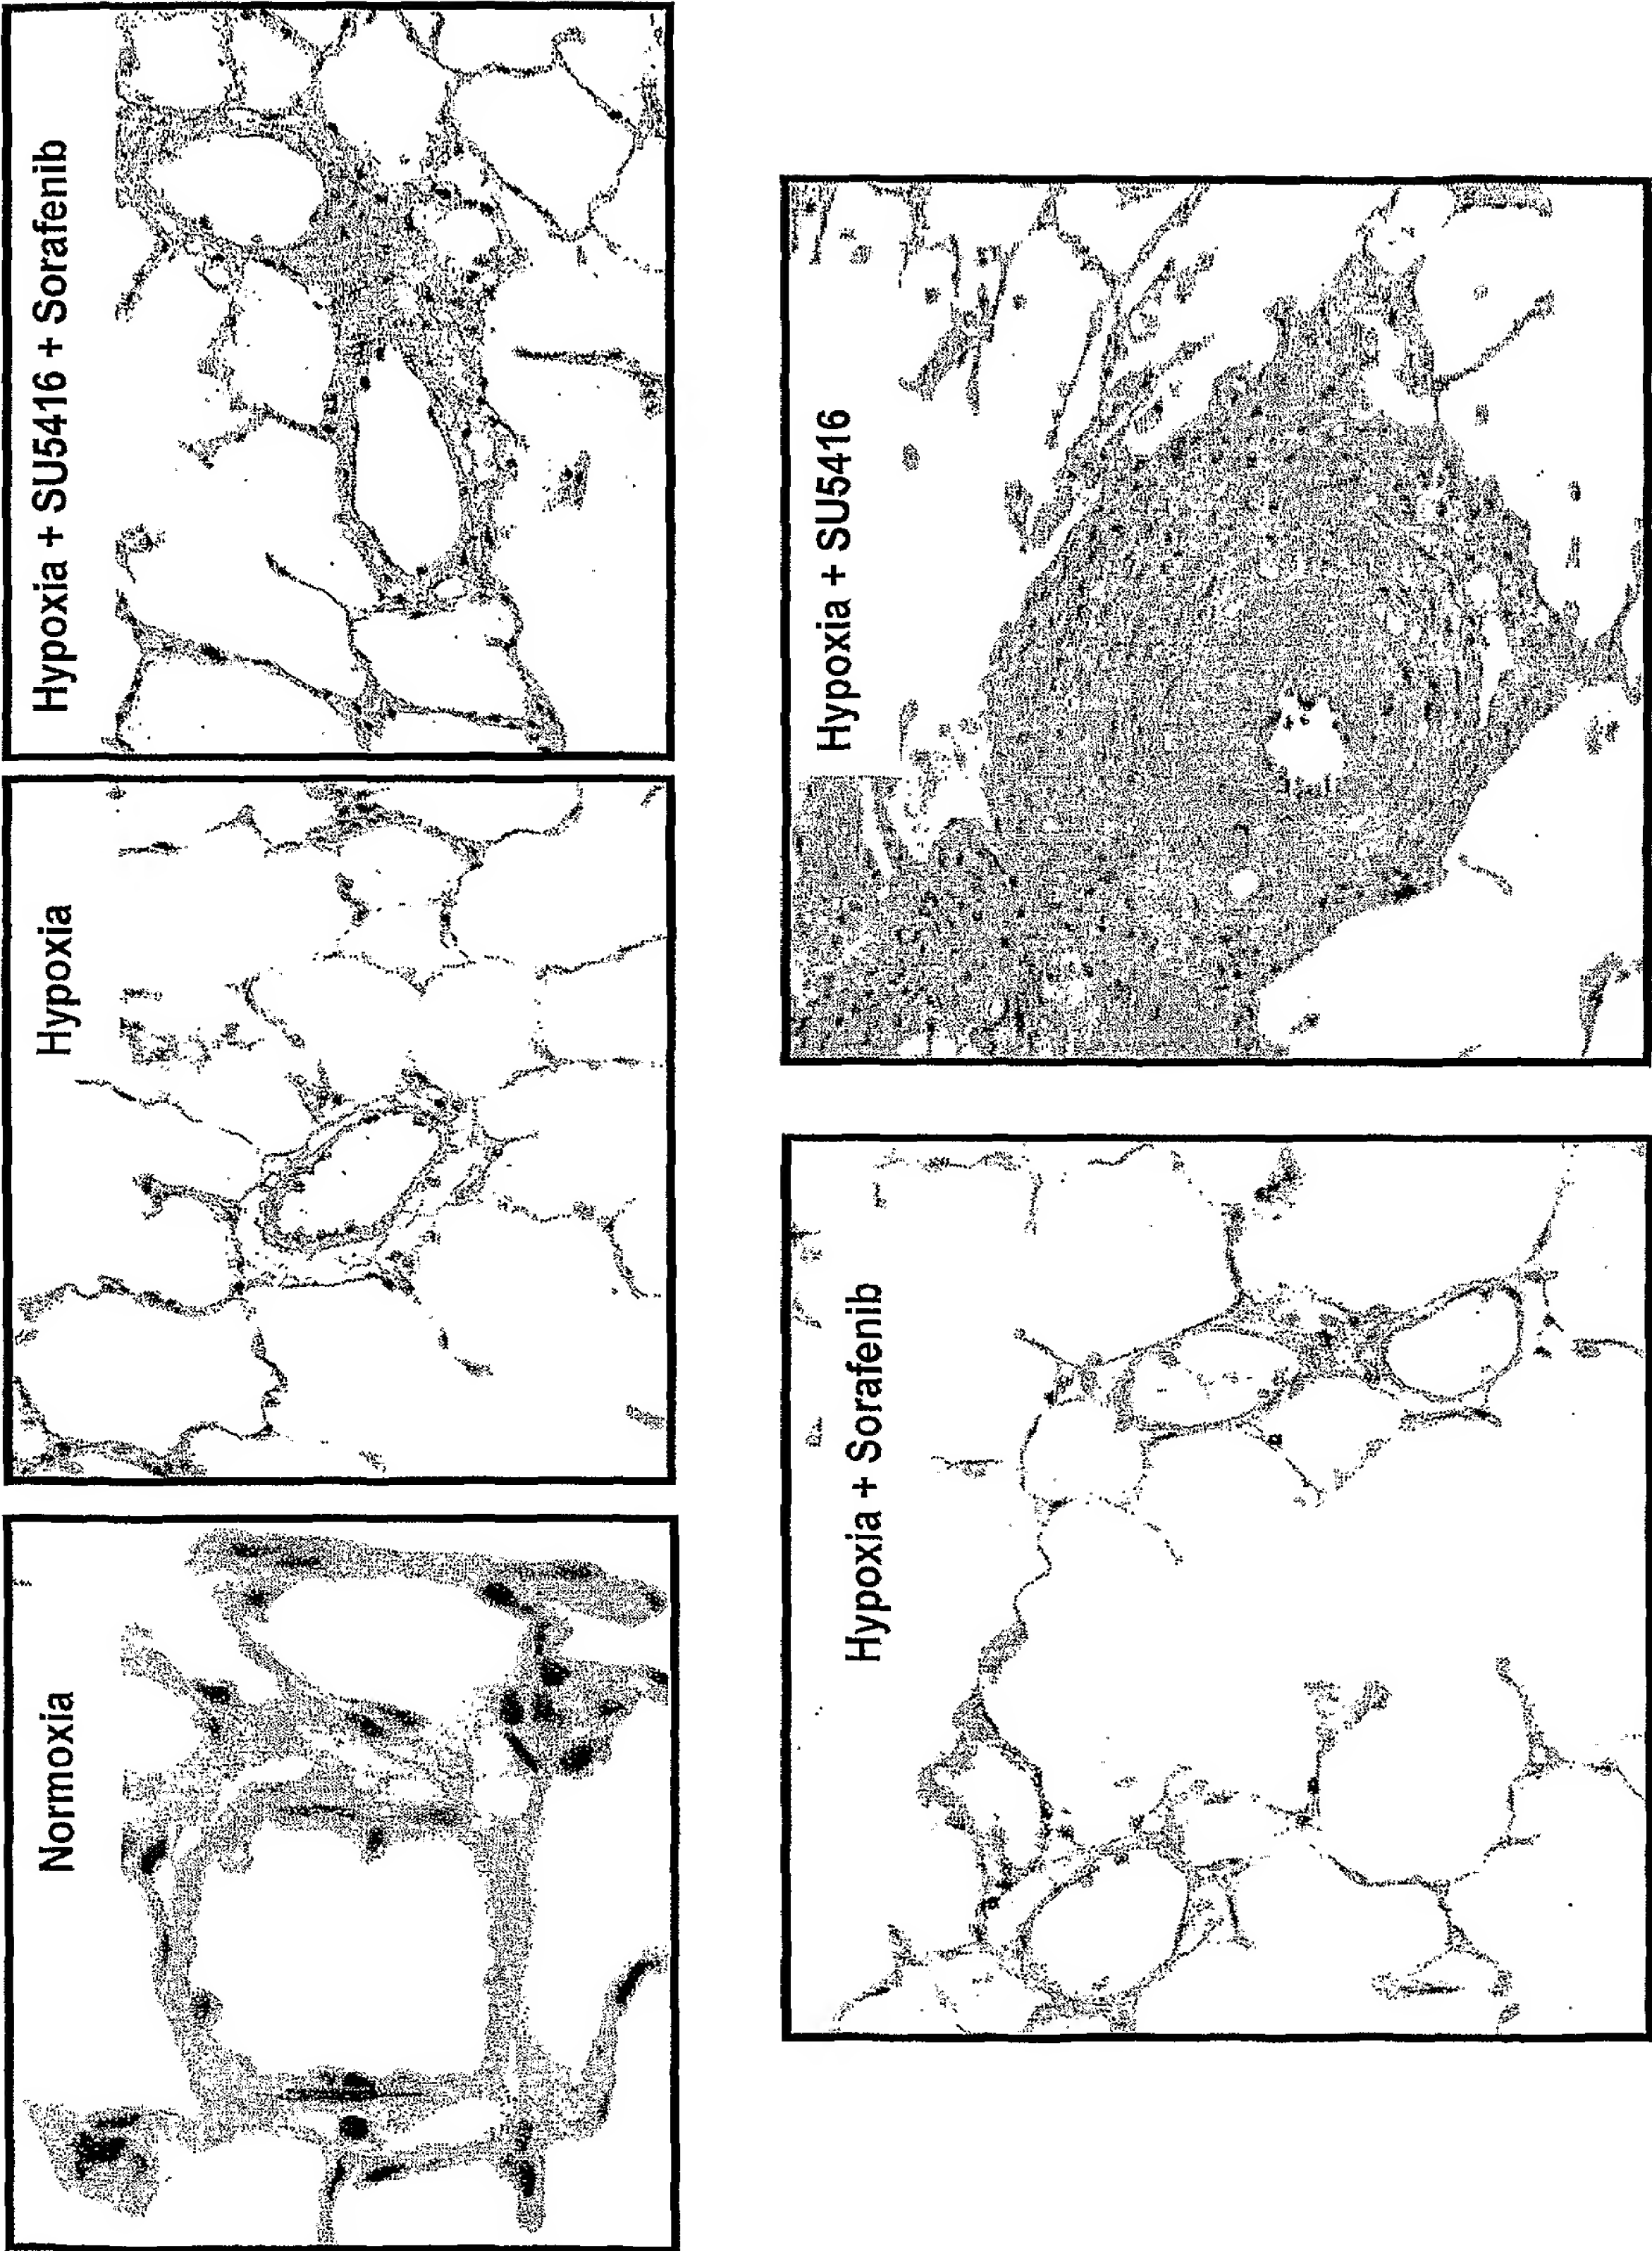 Normoxia
Hypoxia
Hypoxia + SU5416 + Sorafenib
Hypoxia + Sorafenib
Hypoxia + SU5416